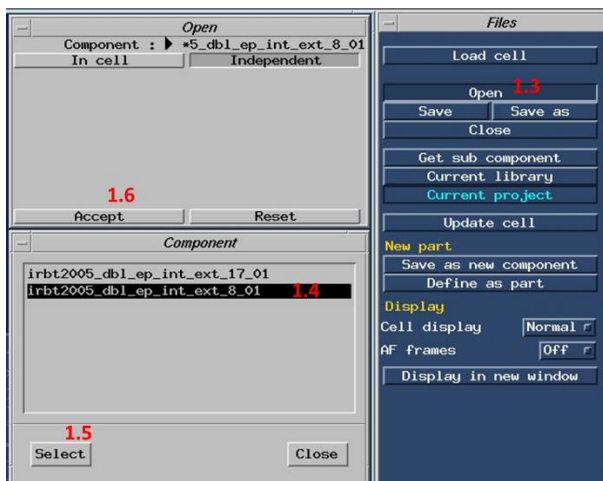 Open
Component : *5_dbl_ep_int_ext_8_01
In cell Independent
1.6
Accept Reset
Component
irbt2005_dbl_ep_int_ext_17_01
irbt2005_dbl_ep_int_ext_8_01 1.4
1.5
Select Close
Files
Load cell
Open 1.3
Save Save as
Close
Get sub component
Current library
Current project
Update cell
New part
Save as new component
Define as part
Display
Cell display Normal
AF frames Off
Display in new window